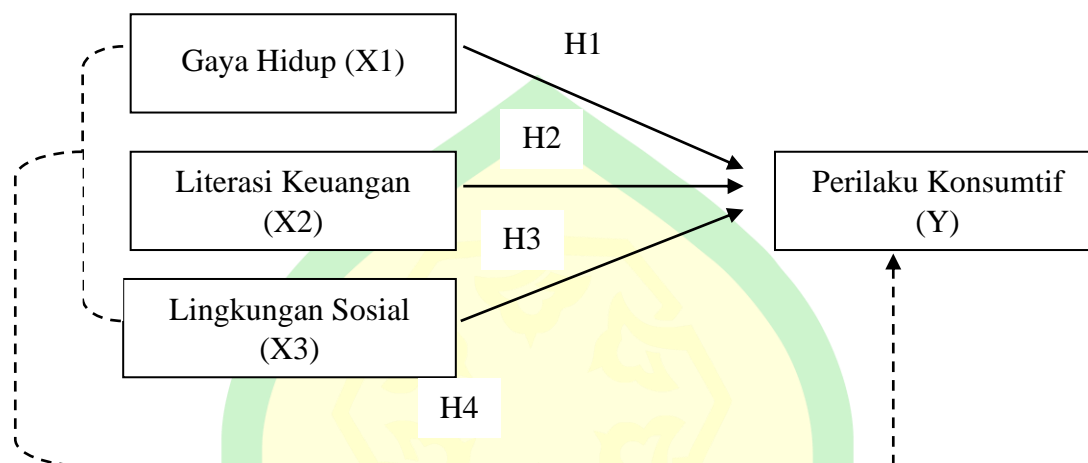 Gaya Hidup (X1)
H1
H2
Literasi Keuangan
(X2)
Perilaku Konsumtif
(Y)
H3
Lingkungan Sosial
(X3)
H4